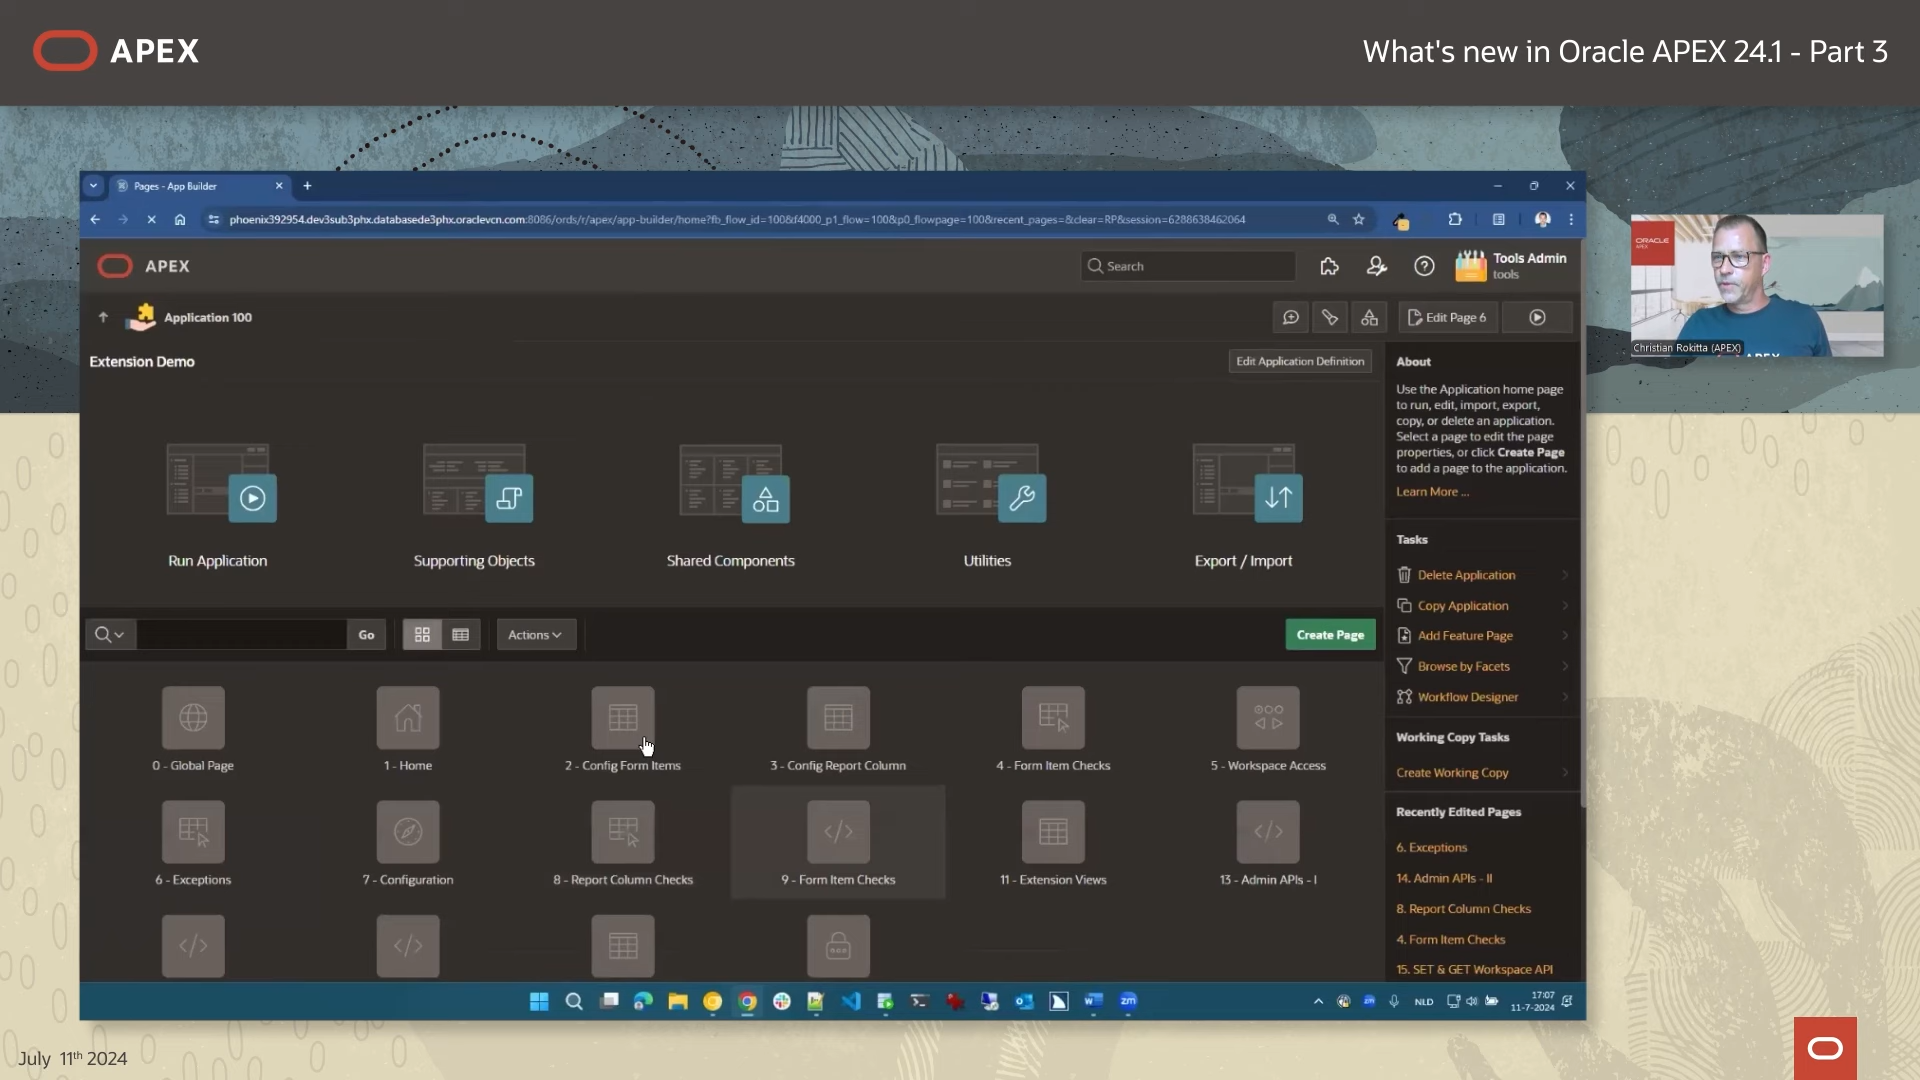 APEX
What's new in Oracle APEX 24.1 - Part 3
Pages - App Builder
phoenix392954.dev3sub3phx.databasede3phx.oraclevcn.com:8086/ords/r/apex/app-builder/home?fb_flow_id=100&f4000_p1_flow=100&p0_flowpage=100&recent_pages=&clear=RP&session=6288638462064
APEX
Search
Tools Admin
tools
Application 100
Edit Page 6
Extension Demo
Edit Application Definition
Run Application
Supporting Objects
Shared Components
Utilities
Export / Import
Go
Actions
Create Page
0 - Global Page
1 - Home
2 - Config Form Items
3 - Config Report Column
4 - Form Item Checks
5 - Workspace Access
6 - Exceptions
7 - Configuration
8 - Report Column Checks
9 - Form Item Checks
11 - Extension Views
13 - Admin APIs - I
About
Use the Application home page
to run, edit, import, export,
copy, or delete an application.
Select a page to edit the page
properties, or click Create Page
to add a page to the application.
Learn More ...
Tasks
Delete Application
Copy Application
Add Feature Page
Browse by Facets
Workflow Designer
Working Copy Tasks
Create Working Copy
Recently Edited Pages
6. Exceptions
14. Admin APIs - II
8. Report Column Checks
4. Form Item Checks
15. SET & GET Workspace API
ORACLE
APEX
Christian Rokitta (APEX)
zm
NLD
17:07
11-7-2024
July 11th 2024